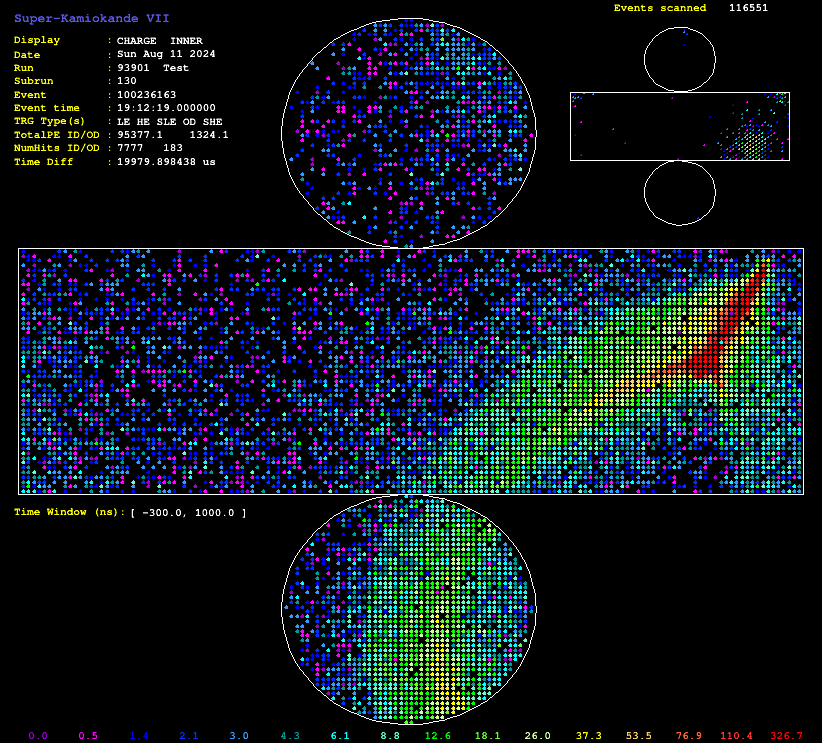 Super-Kamiokande VII
Display : CHARGE INNER
Date : Sun Aug 11 2024
Run : 93901 Test
Subrun : 130
Event : 100236163
Event time : 19:12:19.000000
TRG Type(s) : LE HE SLE OD SHE
TotalPE ID/OD : 95377.1 1324.1
NumHits ID/OD : 7777 183
Time Diff : 19979.898438 us
Events scanned 116551
Time Window (ns): [ -300.0, 1000.0 ]
0.0 0.5 1.4 2.1 3.0 4.3 6.1 8.8 12.6 18.1 26.0 37.3 53.5 76.9 110.4 326.7